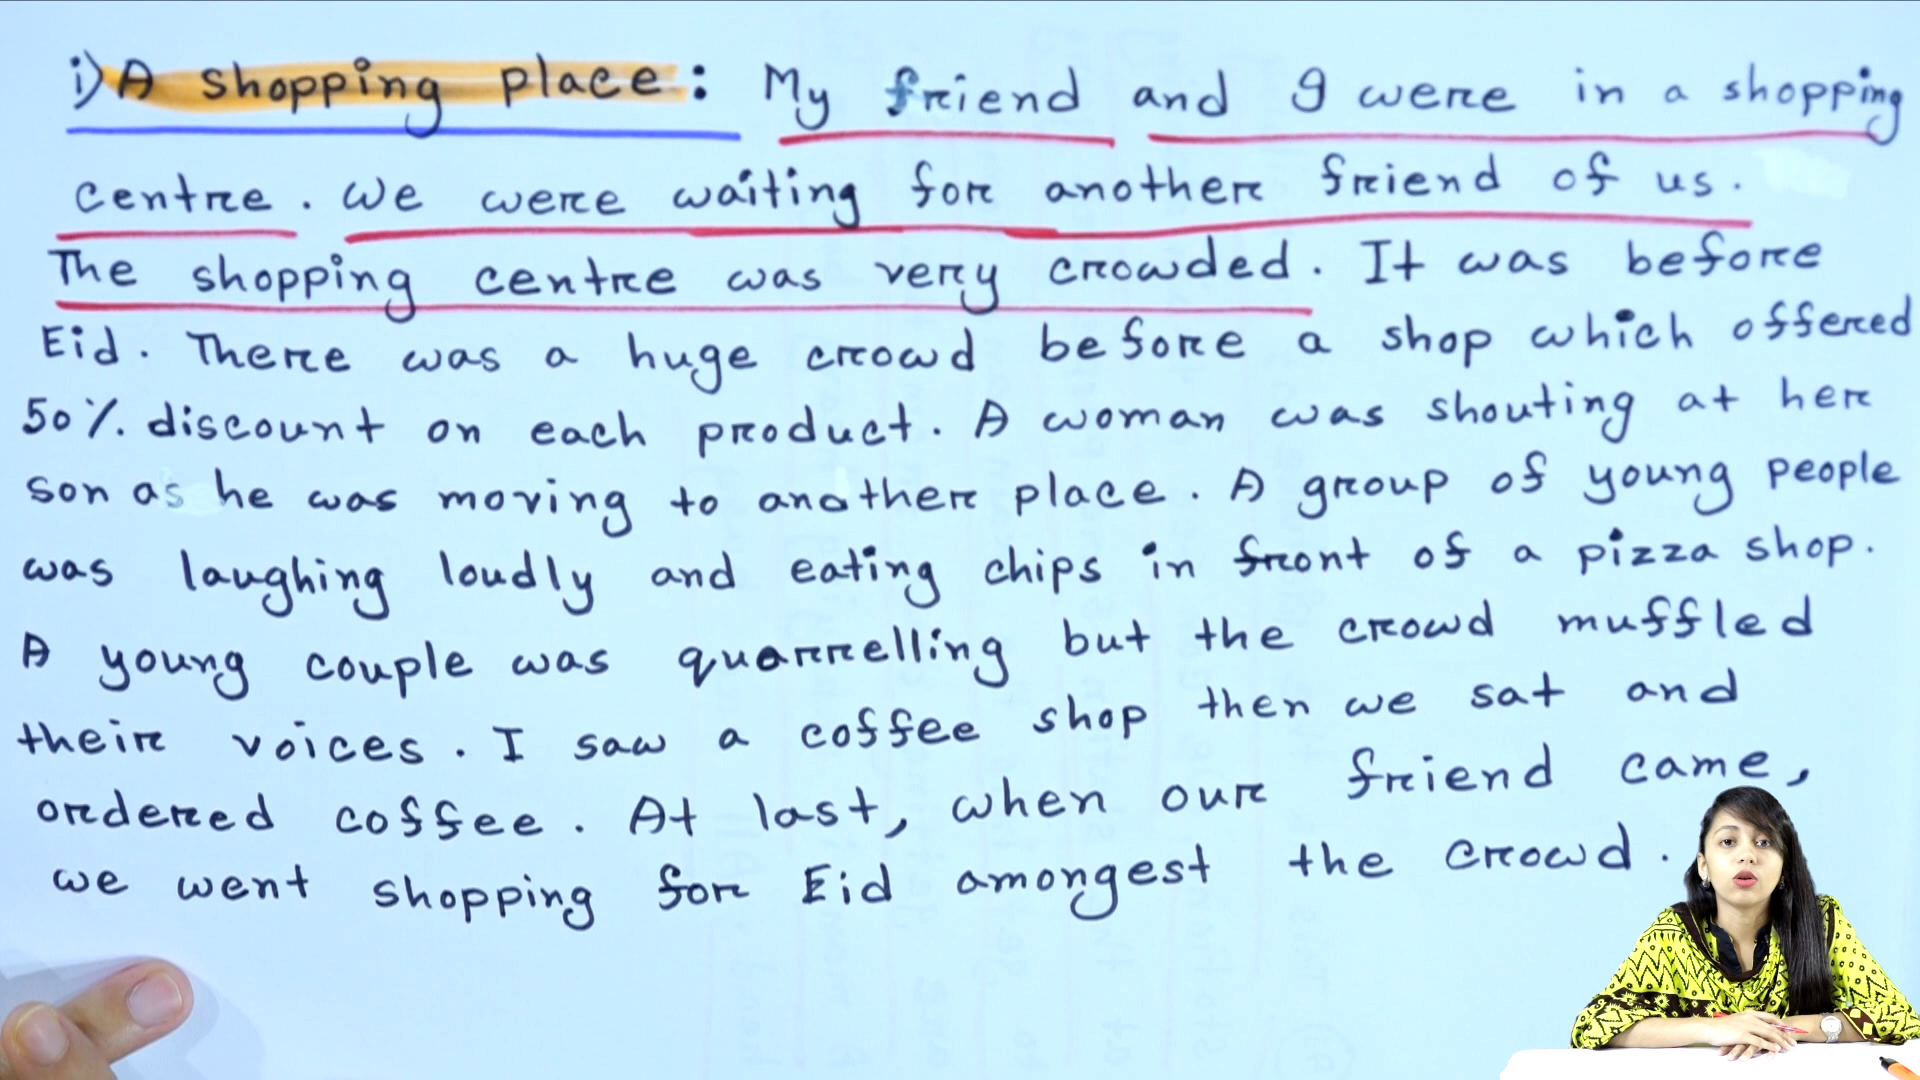 i) A shopping place: My friend and I were in a shopping
centre. We were waiting for another friend of us.
The shopping centre was very crowded. It was before
Eid. There was a huge crowd before a shop which offered
50% discount on each product. A woman was shouting at her
son as he was moving to another place. A group of young people
was laughing loudly and eating chips in front of a pizza shop.
A young couple was quarrelling but the crowd muffled
their voices. I saw a coffee shop then we sat and
ordered coffee. At last, when our friend came,
we went shopping for Eid amongest the crowd.